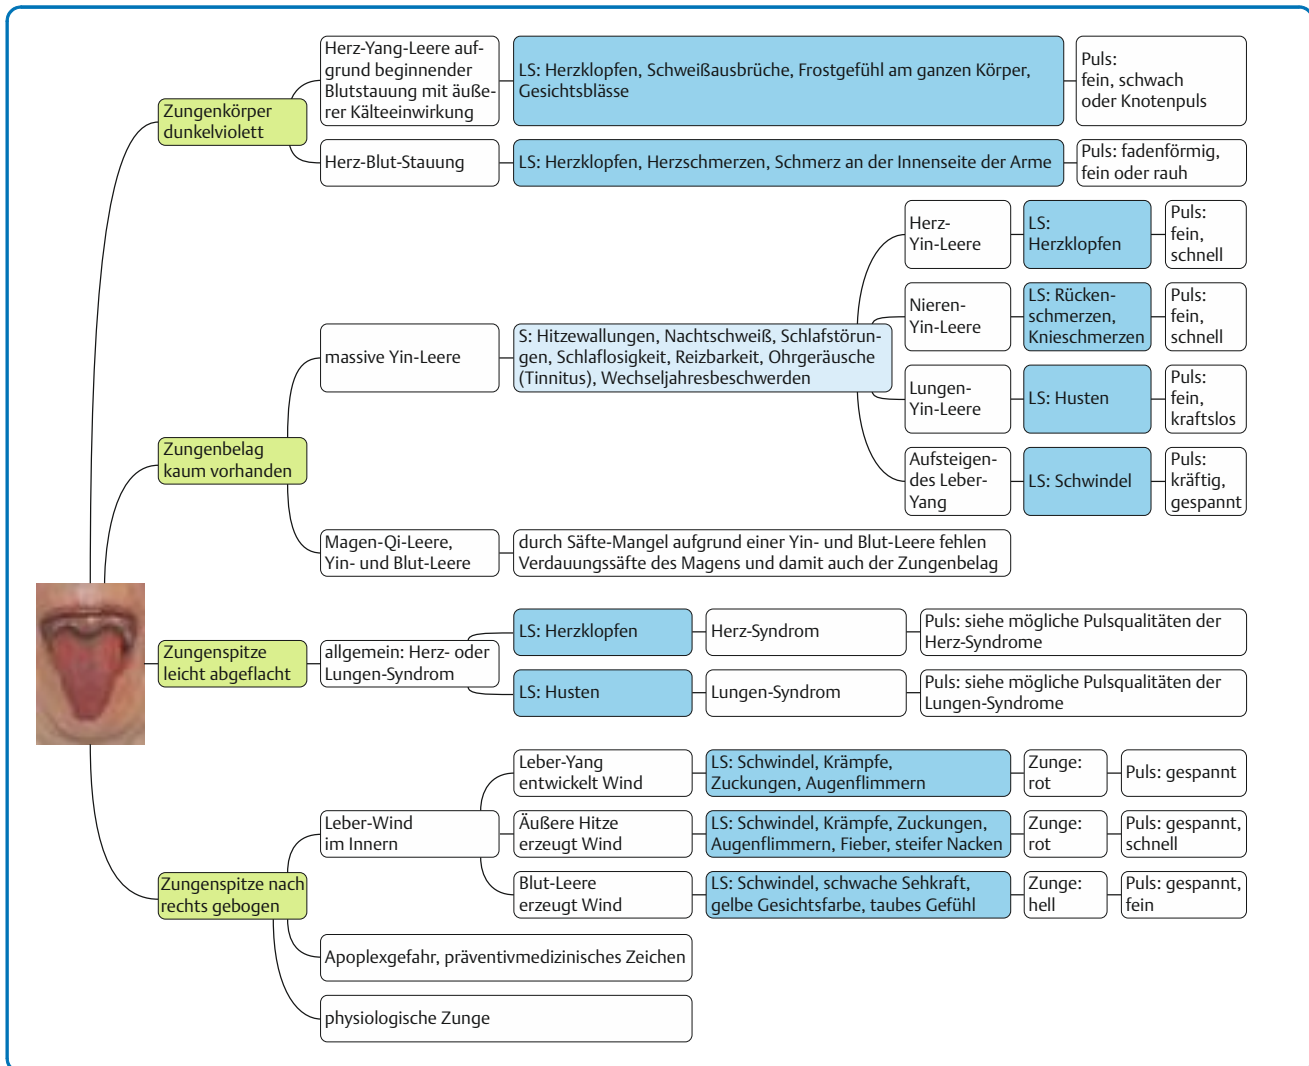 Herz-Yang-Leere auf-
grund beginnender
Blutstauung mit äuße-
rer Kälteeinwirkung
LS: Herzklopfen, Schweißausbrüche, Frostgefühl am ganzen Körper,
Gesichtsblässe
Puls:
fein, schwach
oder Knotenpuls
Zungenkörper
dunkelviolett
Herz-Blut-Stauung
LS: Herzklopfen, Herzschmerzen, Schmerz an der Innenseite der Arme
Puls: fadenförmig,
fein oder rauh
Herz-
Yin-Leere
LS:
Herzklopfen
Puls:
fein,
schnell
Nieren-
Yin-Leere
LS: Rücken-
schmerzen,
Knieschmerzen
Puls:
fein,
schnell
massive Yin-Leere
S: Hitzewallungen, Nachtschweiß, Schlafstörun-
gen, Schlaflosigkeit, Reizbarkeit, Ohrgeräusche
(Tinnitus), Wechseljahresbeschwerden
Lungen-
Yin-Leere
LS: Husten
Puls:
fein,
kraftslos
Zungenbelag
kaum vorhanden
Aufsteigen-
des Leber-
Yang
LS: Schwindel
Puls:
kräftig,
gespannt
Magen-Qi-Leere,
Yin- und Blut-Leere
durch Säfte-Mangel aufgrund einer Yin- und Blut-Leere fehlen
Verdauungssäfte des Magens und damit auch der Zungenbelag
Zungenspitze
leicht abgeflacht
allgemein: Herz- oder
Lungen-Syndrom
LS: Herzklopfen
Herz-Syndrom
Puls: siehe mögliche Pulsqualitäten der
Herz-Syndrome
LS: Husten
Lungen-Syndrom
Puls: siehe mögliche Pulsqualitäten der
Lungen-Syndrome
Leber-Yang
entwickelt Wind
LS: Schwindel, Krämpfe,
Zuckungen, Augenflimmern
Zunge:
rot
Puls: gespannt
Leber-Wind
im Innern
Äußere Hitze
erzeugt Wind
LS: Schwindel, Krämpfe, Zuckungen,
Augenflimmern, Fieber, steifer Nacken
Zunge:
rot
Puls: gespannt,
schnell
Zungenspitze nach
rechts gebogen
Blut-Leere
erzeugt Wind
LS: Schwindel, schwache Sehkraft,
gelbe Gesichtsfarbe, taubes Gefühl
Zunge:
hell
Puls: gespannt,
fein
Apoplexgefahr, präventivmedizinisches Zeichen
physiologische Zunge